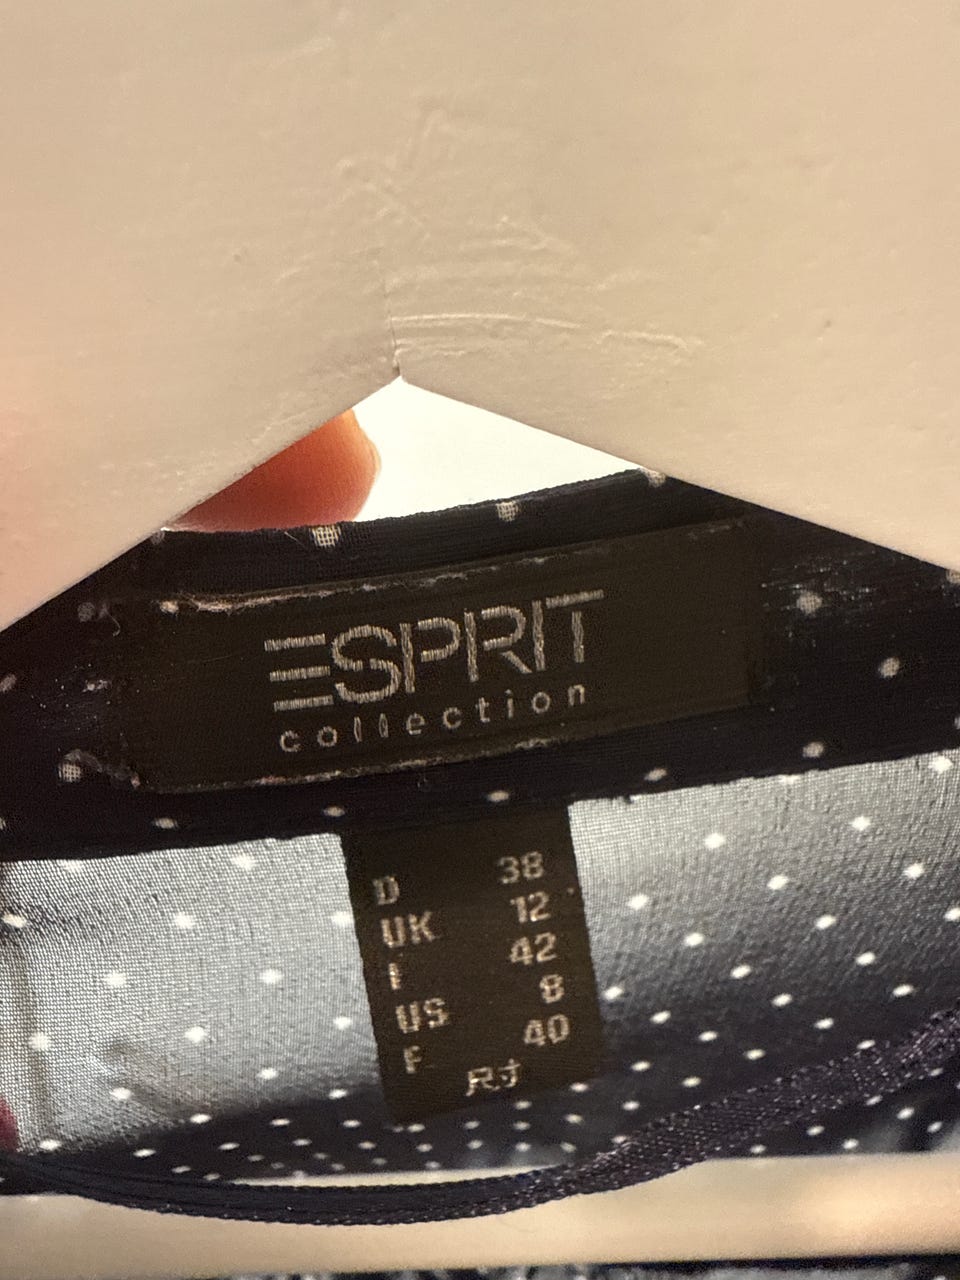 ESPRIT
collection
D 38
UK 12
I 42
US 8
F 40
尺寸